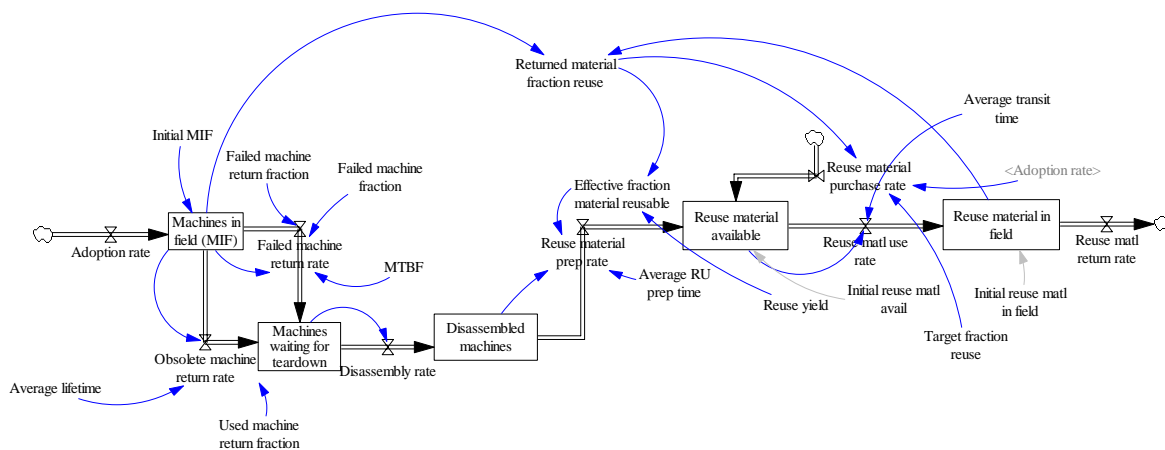 Returned material
fraction reuse
Average transit
time
Initial MIF
Failed machine
return fraction
Failed machine
fraction
Reuse material
purchase rate
<Adoption rate>
Effective fraction
material reusable
Machines in
field (MIF)
Reuse material
available
Reuse material in
field
Adoption rate
Failed machine
return rate
Reuse material
prep rate
Reuse matl use
rate
Reuse matl
return rate
MTBF
Average RU
prep time
Reuse yield
Initial reuse matl
avail
Initial reuse matl
in field
Machines
waiting for
teardown
Disassembled
machines
Target fraction
reuse
Obsolete machine
return rate
Disassembly rate
Average lifetime
Used machine
return fraction